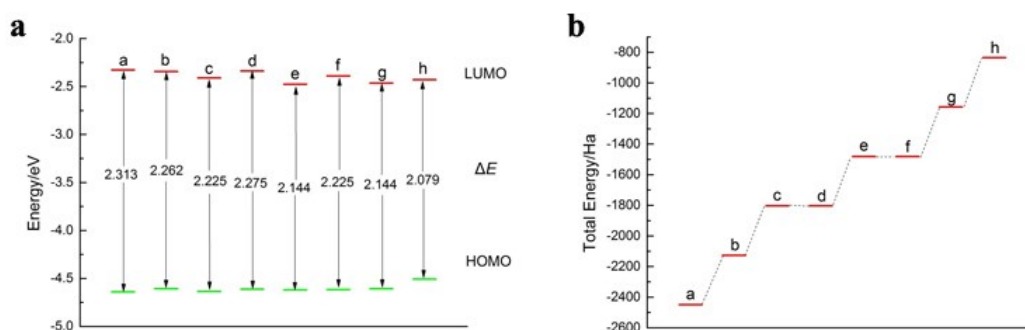 a
-2.0
-2.5
-3.0
-3.5
-4.0
-4.5
-5.0
Energy/eV
a b c d e f g h
LUMO
2.313 2.262 2.225 2.275 2.144 2.225 2.144 2.079
ΔE
HOMO
b
-800
-1000
-1200
-1400
-1600
-1800
-2000
-2200
-2400
-2600
Total Energy/Ha
a b c d e f g h